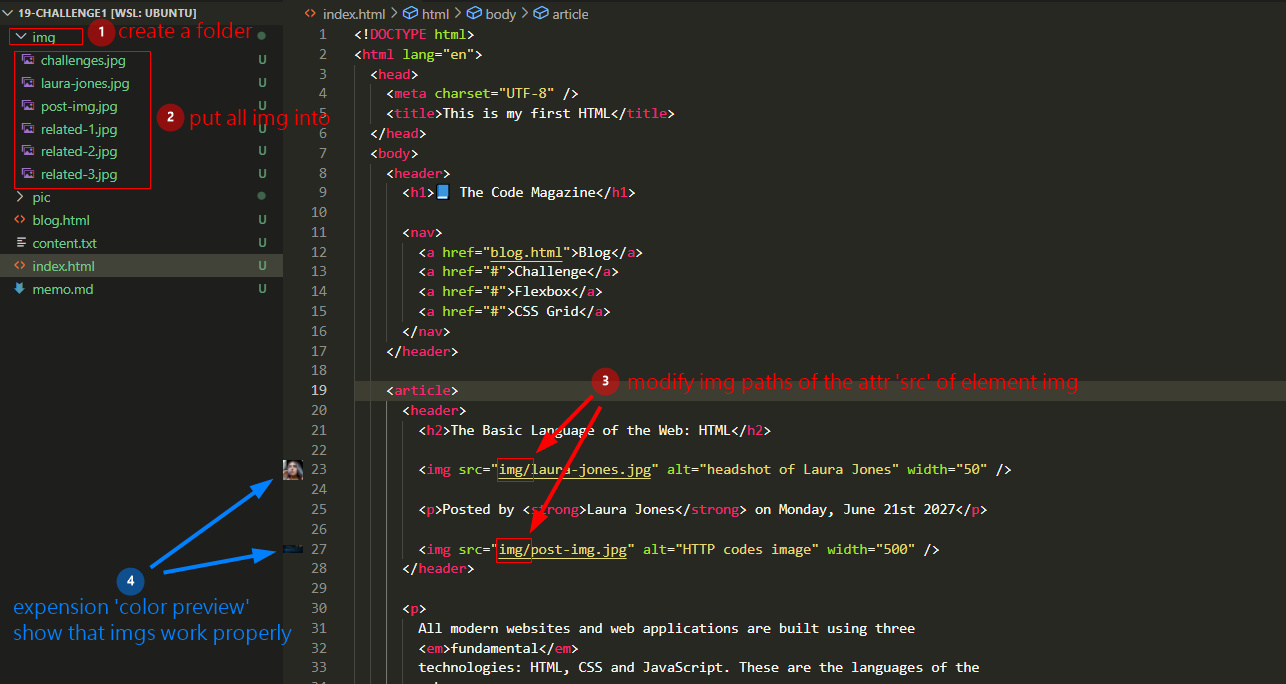 19-CHALLENGE1 [WSL: UBUNTU]
img
1 create a folder
challenges.jpg U
laura-jones.jpg U
post-img.jpg U
2 put all img into
related-1.jpg U
related-2.jpg U
related-3.jpg U
pic
blog.html U
content.txt U
index.html U
memo.md U
index.html > html > body > article
1 <!DOCTYPE html>
2 <html lang="en">
3 <head>
4 <meta charset="UTF-8" />
5 <title>This is my first HTML</title>
6 </head>
7 <body>
8 <header>
9 <h1>📘 The Code Magazine</h1>
10
11 <nav>
12 <a href="blog.html">Blog</a>
13 <a href="#">Challenge</a>
14 <a href="#">Flexbox</a>
15 <a href="#">CSS Grid</a>
16 </nav>
17 </header>
18
19 <article>
3 modify img paths of the attr 'src' of element img
20 <header>
21 <h2>The Basic Language of the Web: HTML</h2>
22
23 <img src="img/laura-jones.jpg" alt="headshot of Laura Jones" width="50" />
24
25 <p>Posted by <strong>Laura Jones</strong> on Monday, June 21st 2027</p>
26
27 <img src="img/post-img.jpg" alt="HTTP codes image" width="500" />
28 </header>
29
30 <p>
31 All modern websites and web applications are built using three
32 <em>fundamental</em>
33 technologies: HTML, CSS and JavaScript. These are the languages of the
4
expension 'color preview'
show that imgs work properly